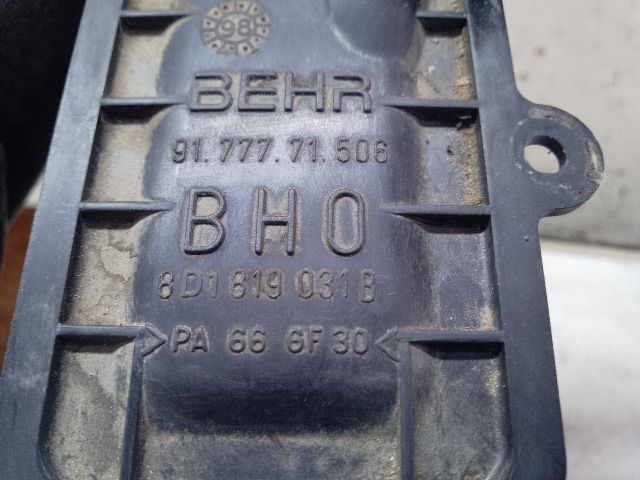 98
BEHR
91.777.71.506
BHO
8D1 819 031 B
>PA 66 GF 30<